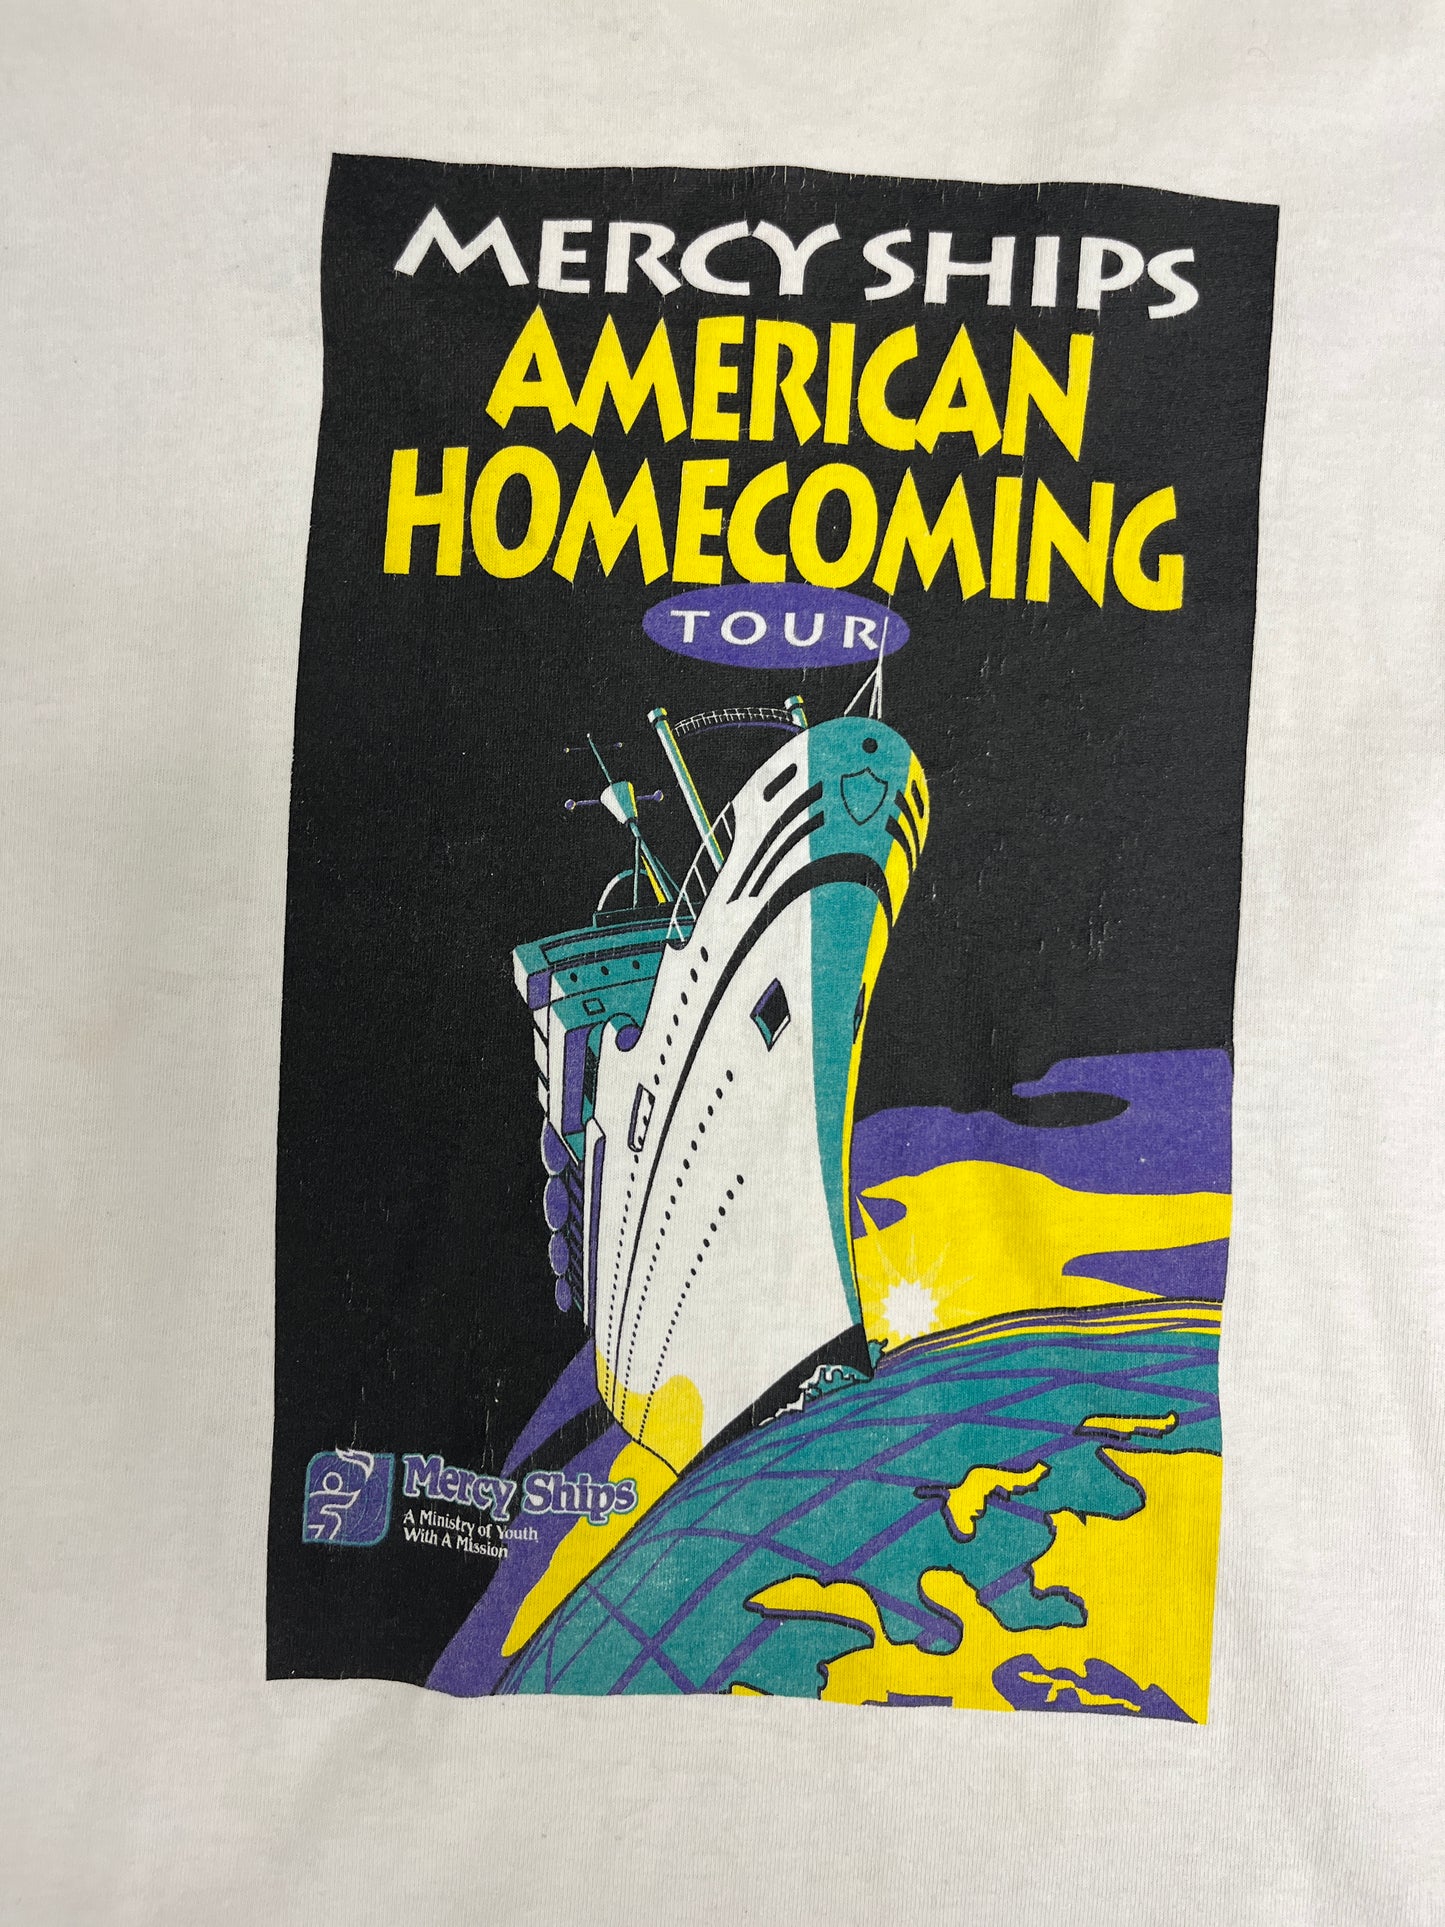 MERCY SHIPS
AMERICAN
HOMECOMING
TOUR
Mercy Ships
A Ministry of Youth
With A Mission